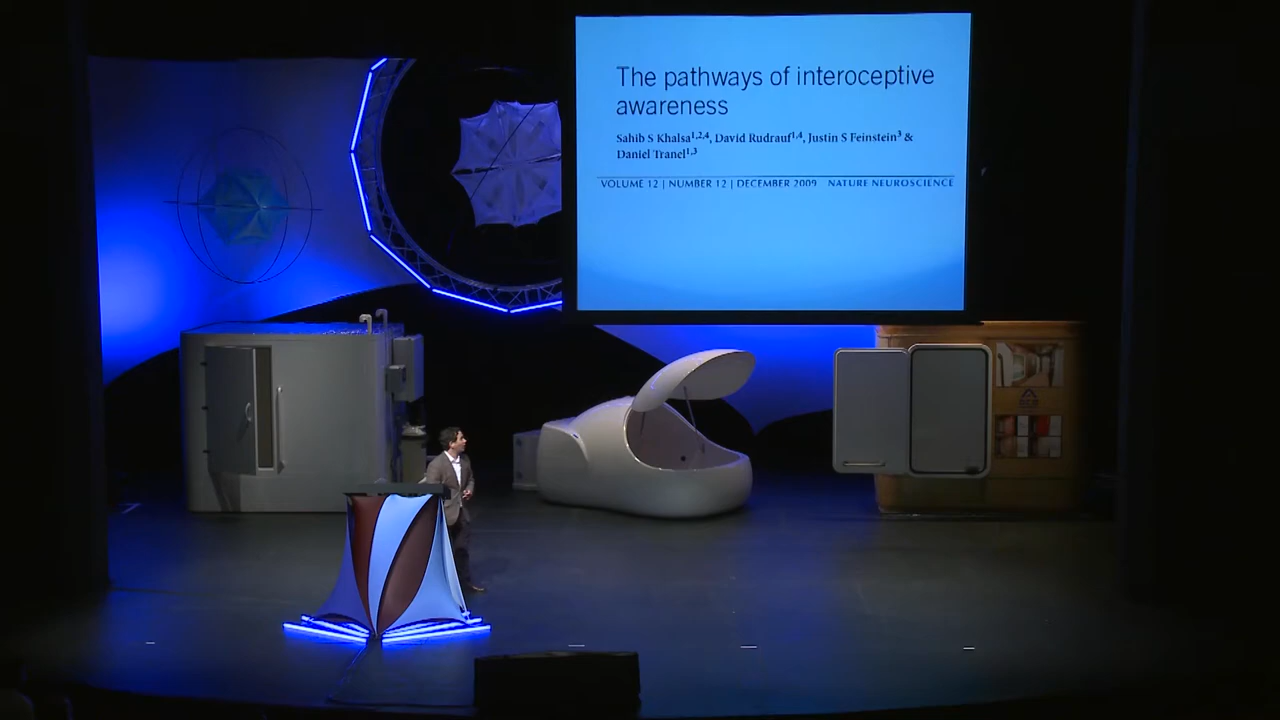 The pathways of interoceptive
awareness
Sahib S Khalsa1,2,4, David Rudrauf1,4, Justin S Feinstein3 &
Daniel Tranel1,3
VOLUME 12 | NUMBER 12 | DECEMBER 2009 NATURE NEUROSCIENCE